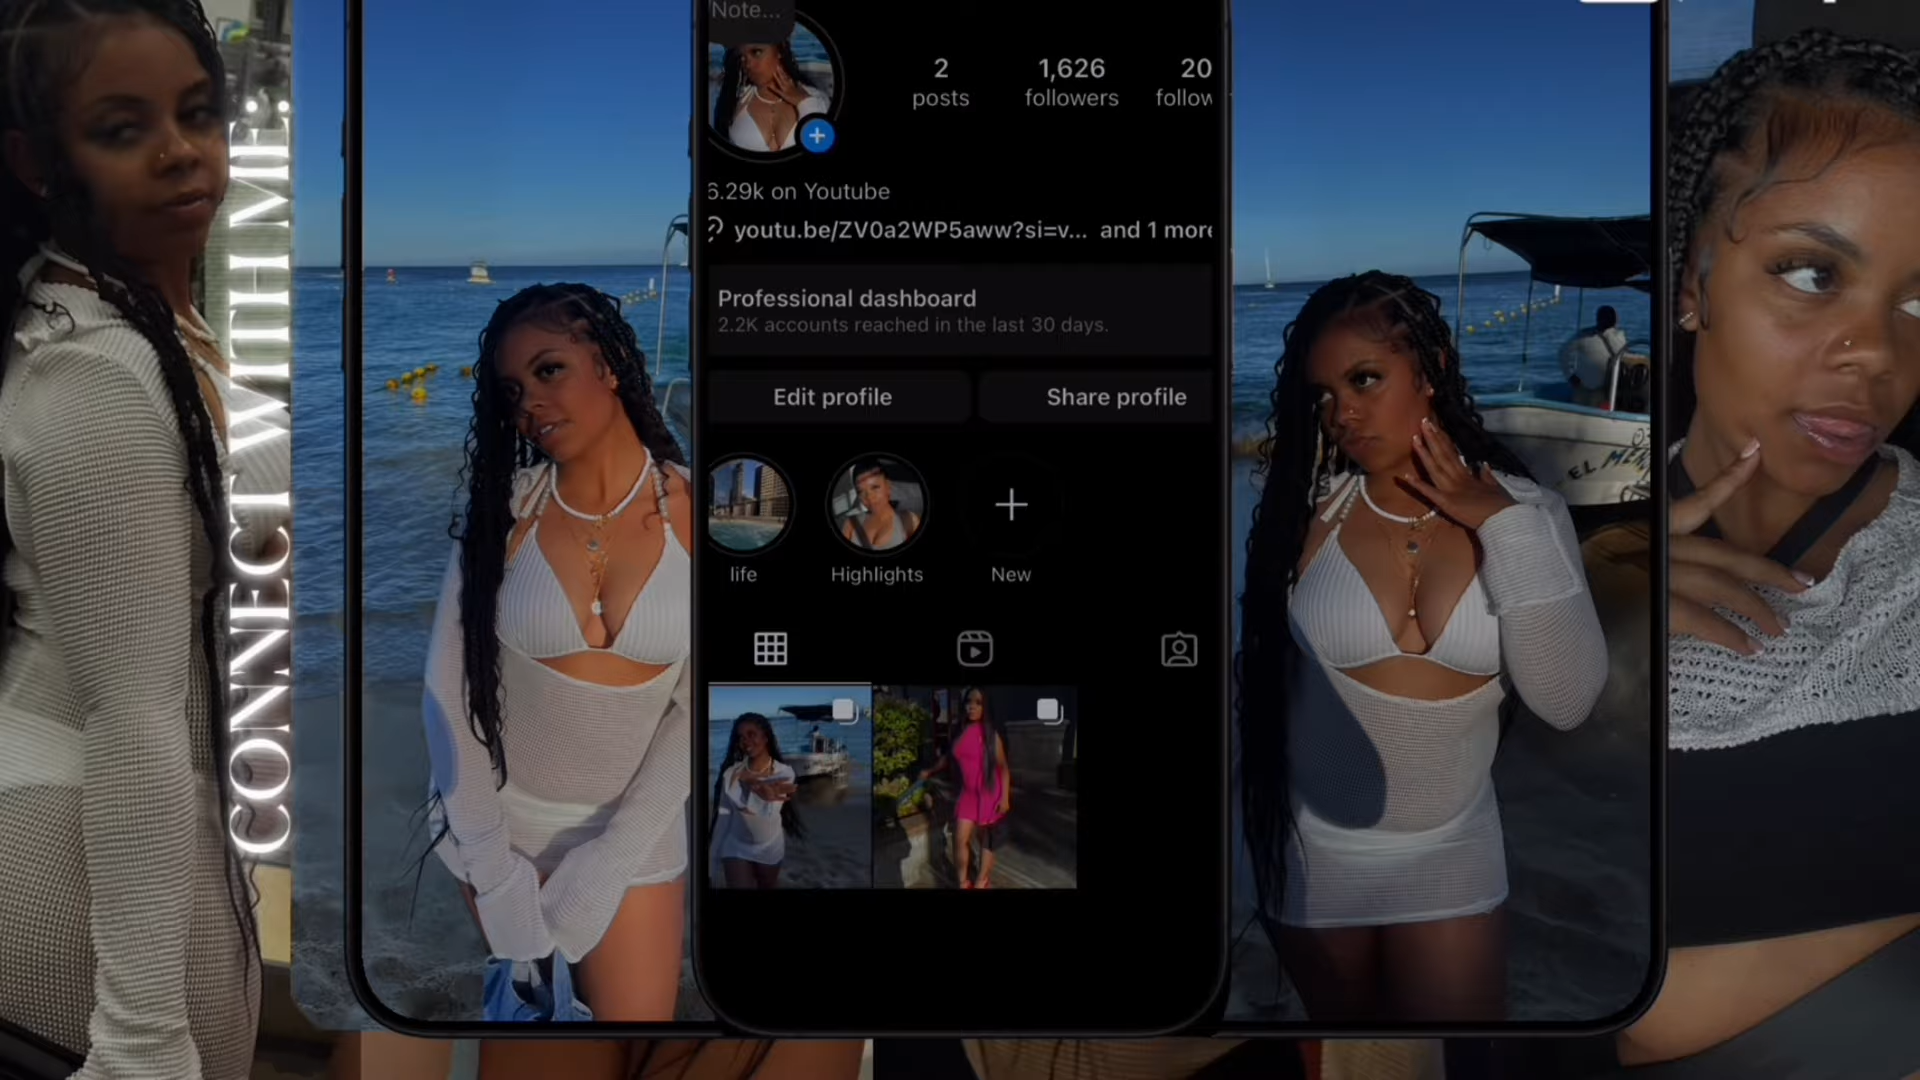 Note...
2
posts
1,626
followers
20
follow
6.29k on Youtube
youtu.be/ZV0a2WP5aww?si=v... and 1 more
Professional dashboard
2.2K accounts reached in the last 30 days.
Edit profile
Share profile
life
Highlights
New
CONNECT WITH ME: